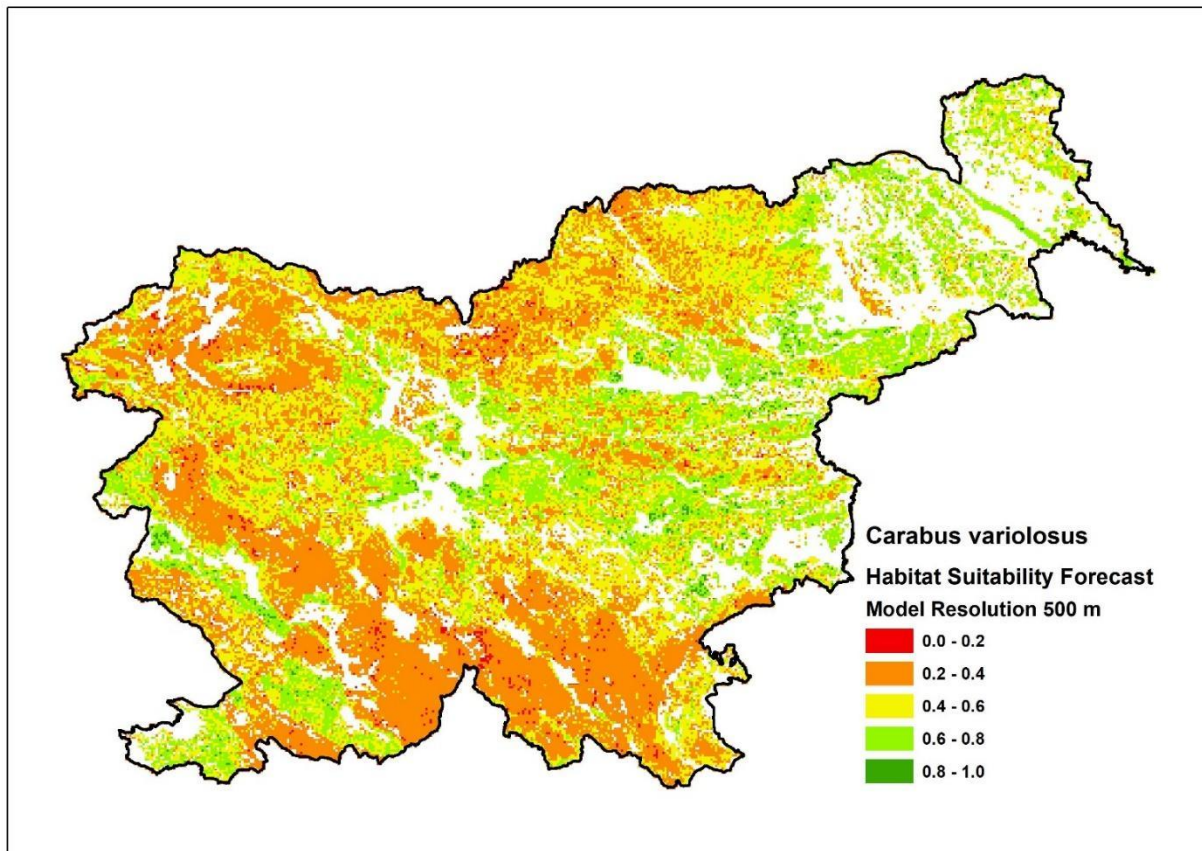 Carabus variolosus
Habitat Suitability Forecast
Model Resolution 500 m
0.0 - 0.2
0.2 - 0.4
0.4 - 0.6
0.6 - 0.8
0.8 - 1.0